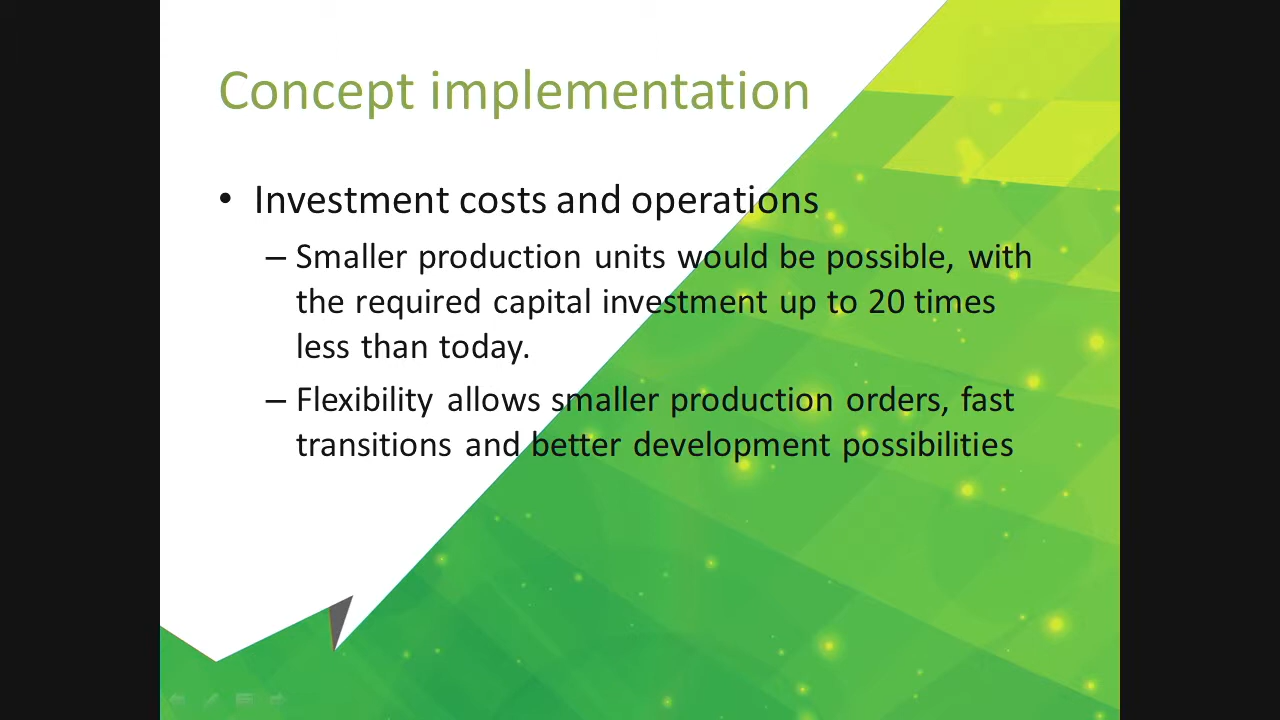 Concept implementation
• Investment costs and operations
– Smaller production units would be possible, with
the required capital investment up to 20 times
less than today.
– Flexibility allows smaller production orders, fast
transitions and better development possibilities